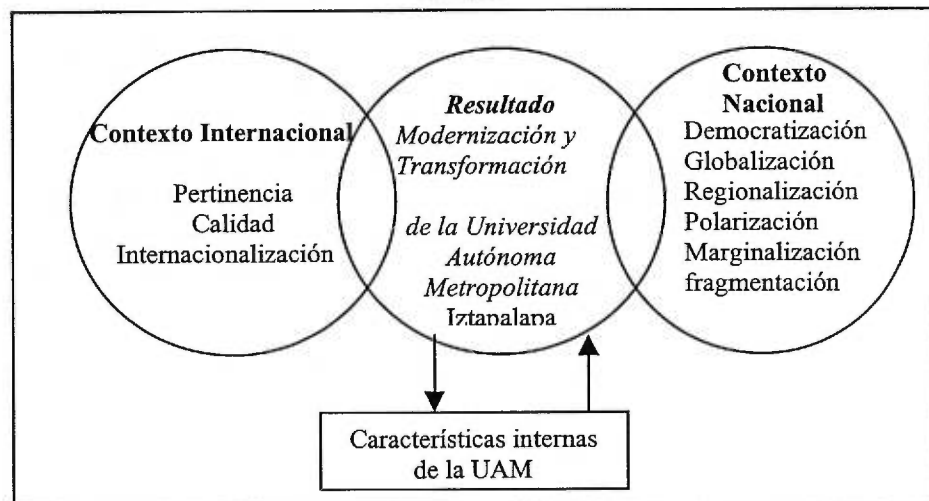 Contexto Internacional
Pertinencia
Calidad
Internacionalización
Resultado
Modernización y
Transformación
de la Universidad
Autónoma
Metropolitana
Iztapalapa
Contexto
Nacional
Democratización
Globalización
Regionalización
Polarización
Marginalización
fragmentación
Características internas
de la UAM